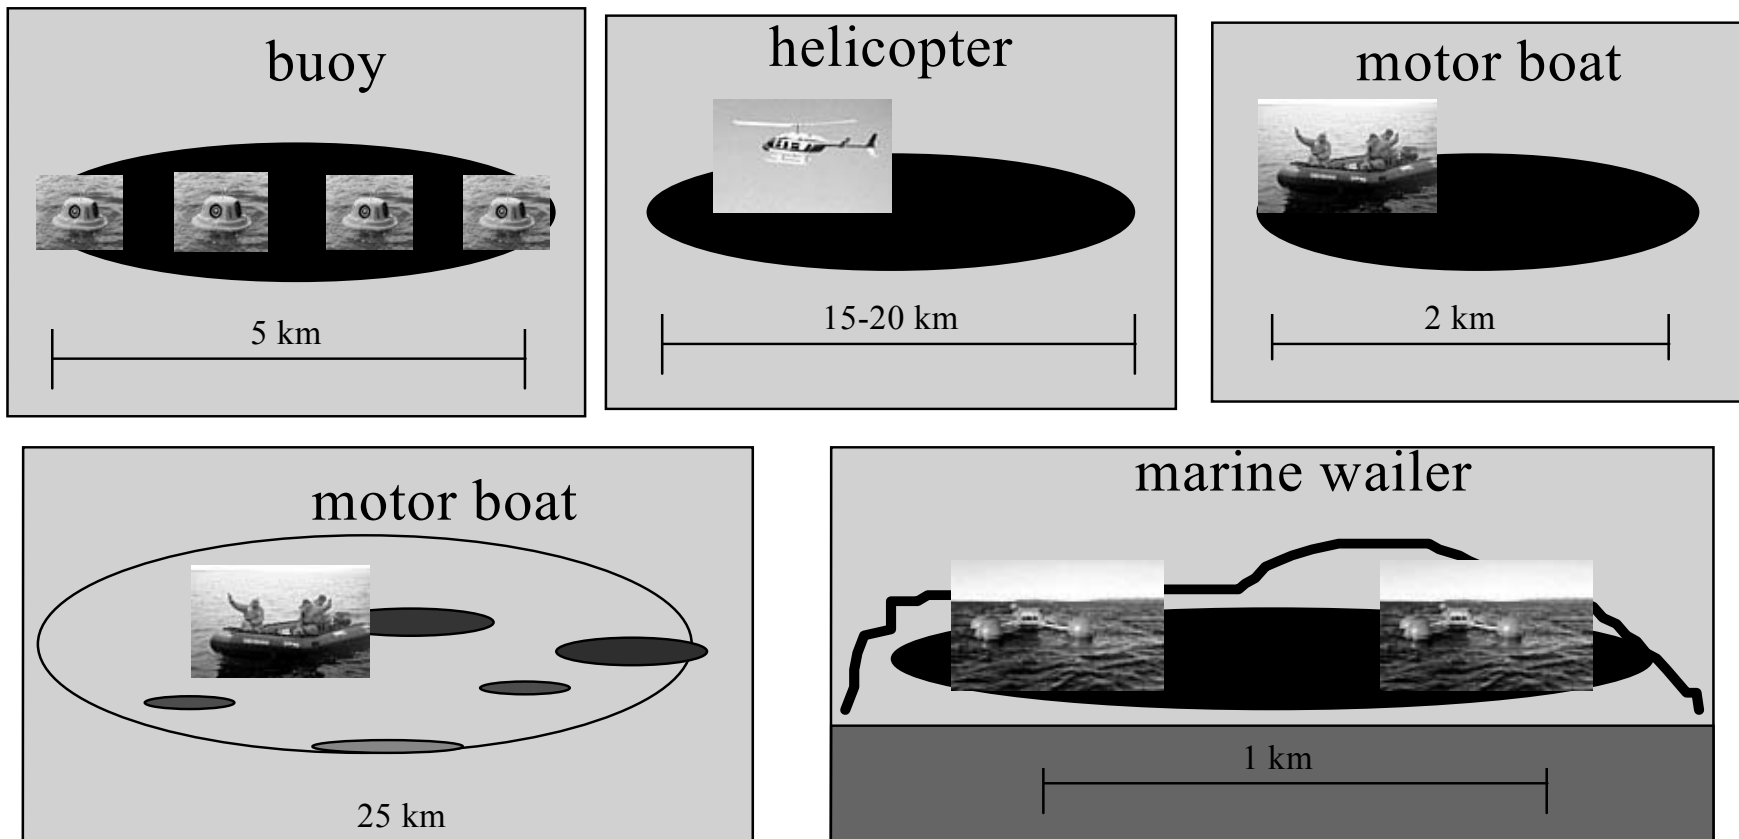 buoy
5 km
helicopter
15-20 km
motor boat
2 km
motor boat
25 km
marine wailer
1 km